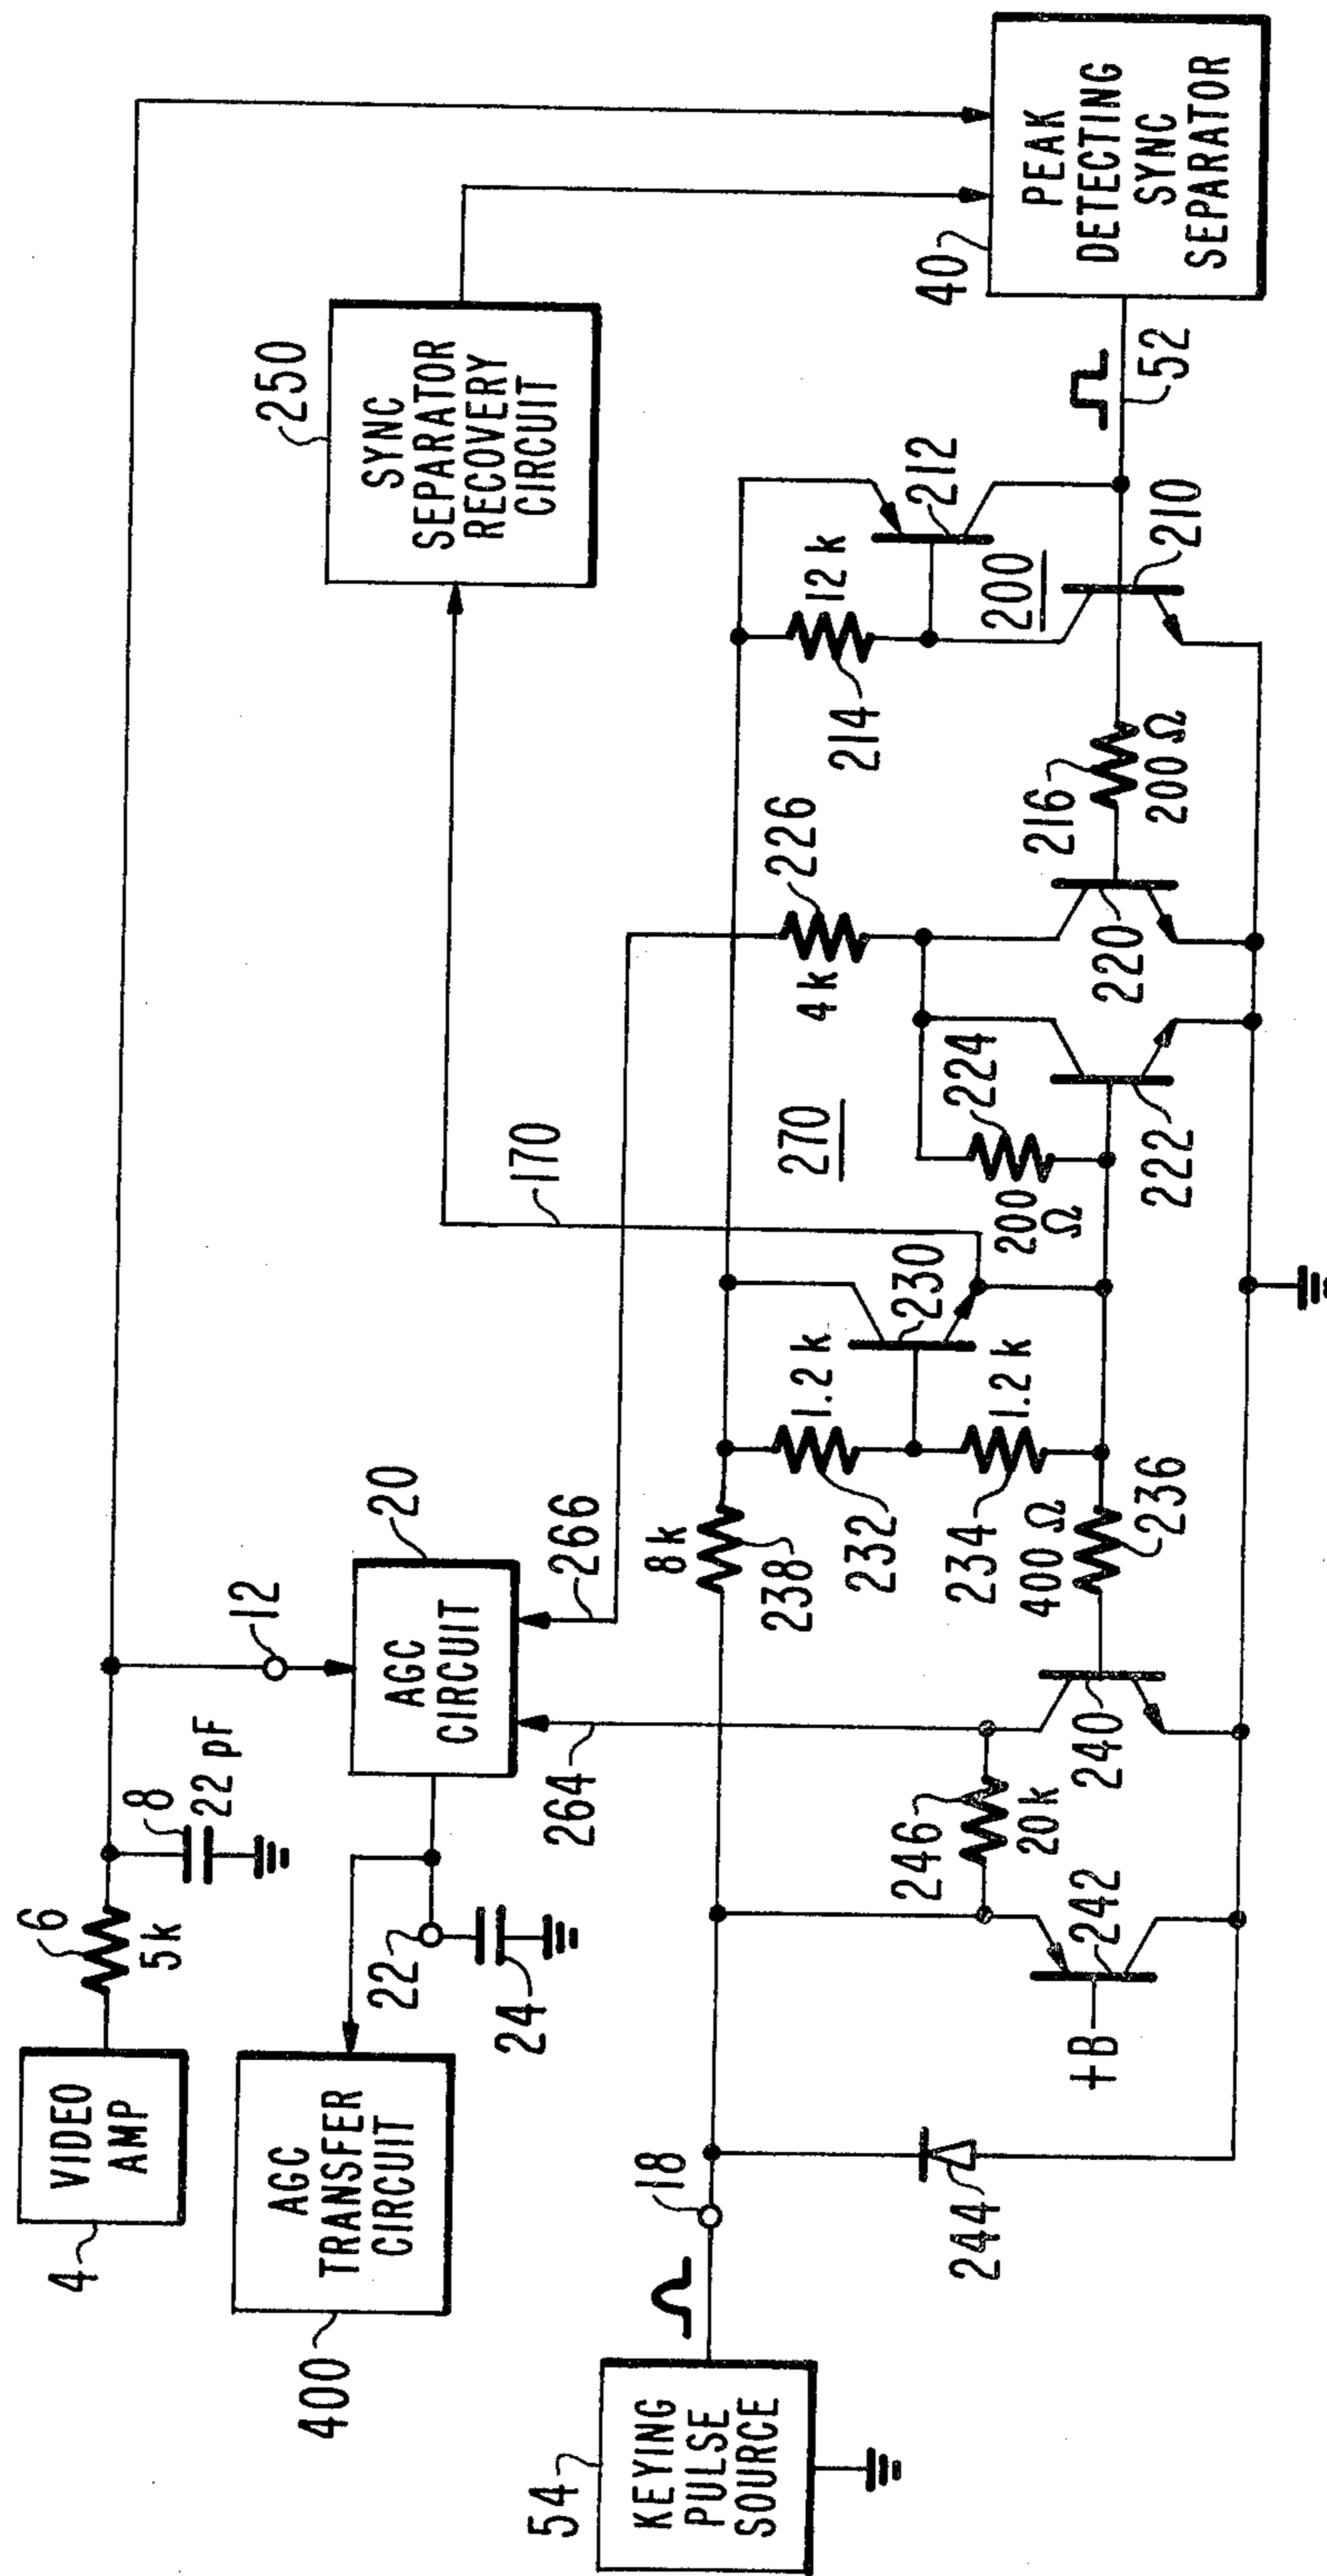 VIDEO
AMP
4
6
5k
8
22 pF
12
AGC
TRANSFER
CIRCUIT
400
22
24
AGC
CIRCUIT
20
264
266
170
SYNC
SEPARATOR
RECOVERY
CIRCUIT
250
KEYING
PULSE
SOURCE
54
18
244
+B
242
246
20k
240
8k
238
232
1.2k
234
1.2k
400 Ω
236
230
270
200
Ω
224
222
4k
226
220
216
200 Ω
214
12k
200
212
210
52
40
PEAK
DETECTING
SYNC
SEPARATOR